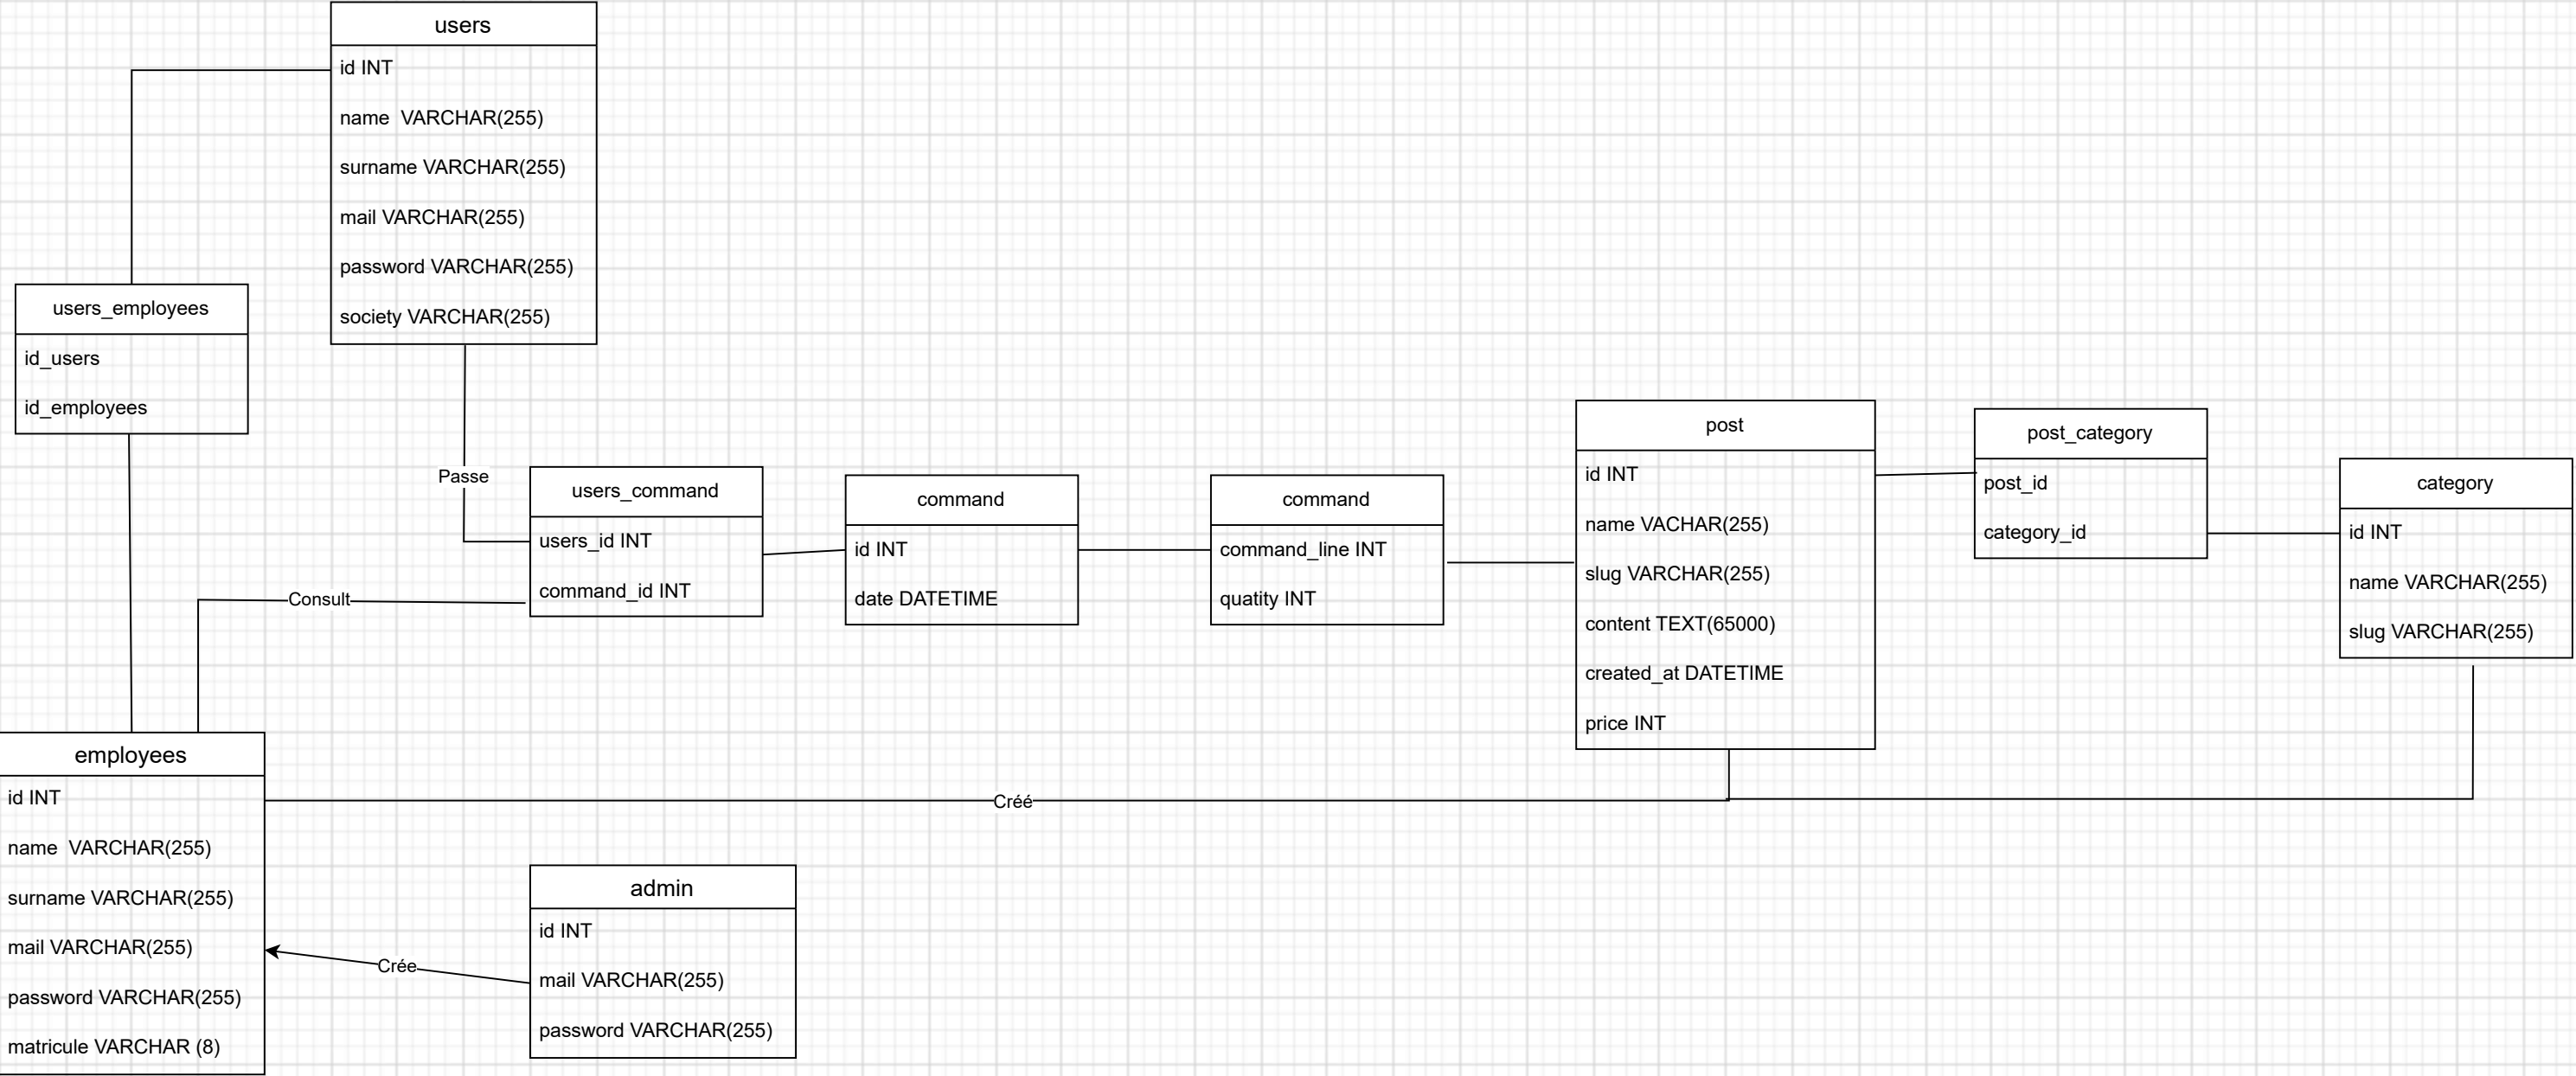 users
id INT
name  VARCHAR(255)
surname VARCHAR(255)
mail VARCHAR(255)
password VARCHAR(255)
society VARCHAR(255)
users_employees
id_users
id_employees
Passe
users_command
users_id INT
command_id INT
Consult
command
id INT
date DATETIME
command
command_line INT
quatity INT
post
id INT
name VACHAR(255)
slug VARCHAR(255)
content TEXT(65000)
created_at DATETIME
price INT
post_category
post_id
category_id
category
id INT
name VARCHAR(255)
slug VARCHAR(255)
employees
id INT
name  VARCHAR(255)
surname VARCHAR(255)
mail VARCHAR(255)
password VARCHAR(255)
matricule VARCHAR (8)
Créé
Crée
admin
id INT
mail VARCHAR(255)
password VARCHAR(255)